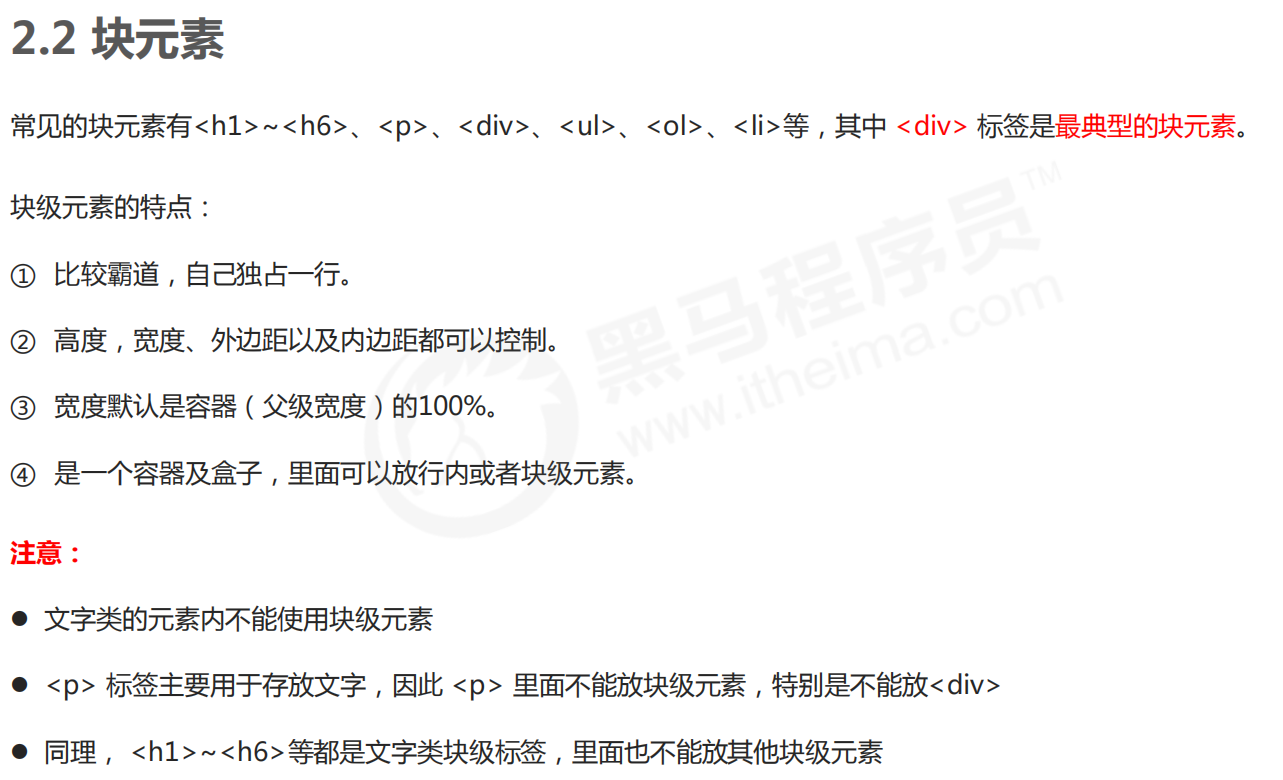 2.2 块元素
常见的块元素有<h1>~<h6>、<p>、<div>、<ul>、<ol>、<li>等，其中 <div> 标签是最典型的块元素。
块级元素的特点：
① 比较霸道，自己独占一行。
② 高度，宽度、外边距以及内边距都可以控制。
③ 宽度默认是容器（父级宽度）的100%。
④ 是一个容器及盒子，里面可以放行内或者块级元素。
注意：
● 文字类的元素内不能使用块级元素
● <p> 标签主要用于存放文字，因此 <p> 里面不能放块级元素，特别是不能放<div>
● 同理， <h1>~<h6>等都是文字类块级标签，里面也不能放其他块级元素
黑马程序员™
www.itheima.com